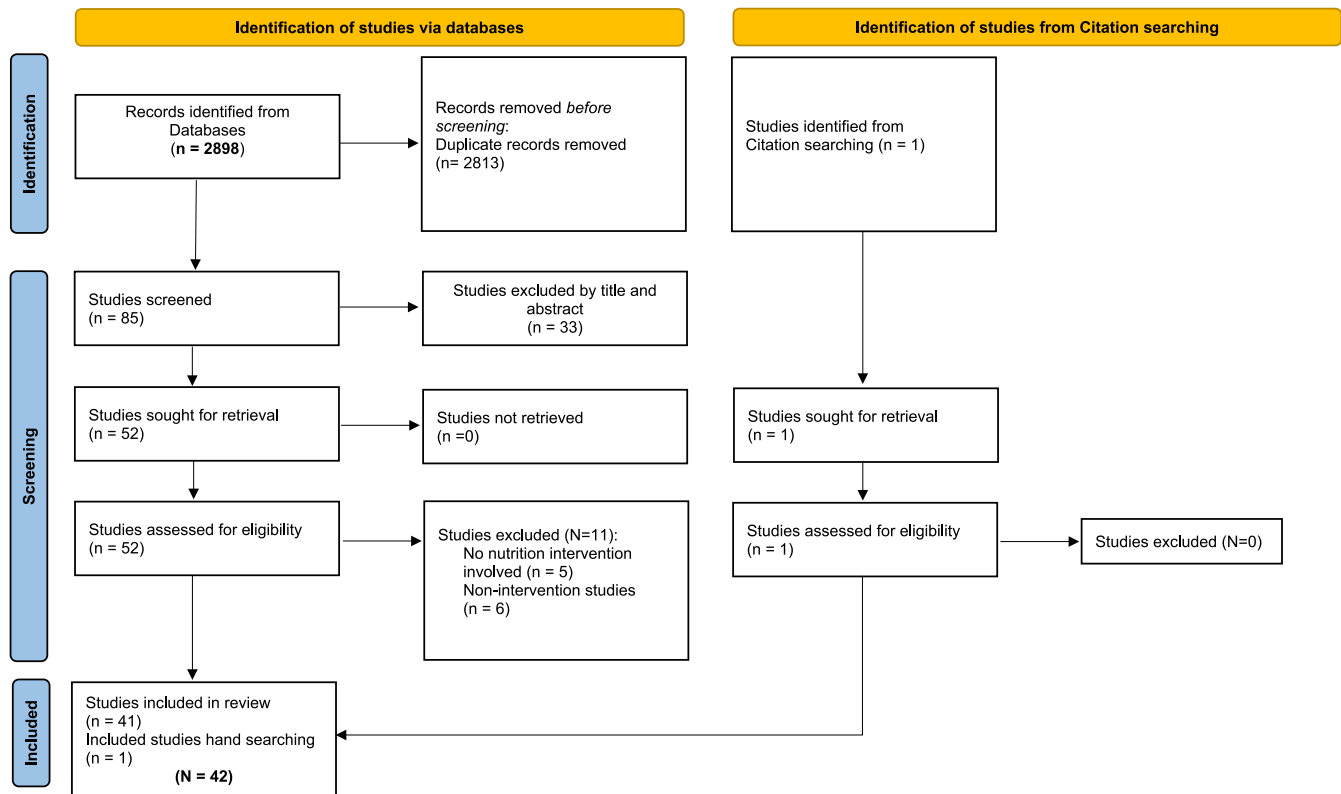 Identification of studies via databases
Identification of studies from Citation searching
Identification
Records identified from
Databases
(n = 2898)
Records removed before
screening:
Duplicate records removed
(n= 2813)
Studies identified from
Citation searching (n = 1)
Screening
Studies screened
(n = 85)
Studies excluded by title and
abstract
(n = 33)
Studies sought for retrieval
(n = 52)
Studies not retrieved
(n =0)
Studies sought for retrieval
(n = 1)
Studies assessed for eligibility
(n = 52)
Studies excluded (N=11):
No nutrition intervention
involved (n = 5)
Non-intervention studies
(n = 6)
Studies assessed for eligibility
(n = 1)
Studies excluded (N=0)
Included
Studies included in review
(n = 41)
Included studies hand searching
(n = 1)
(N = 42)